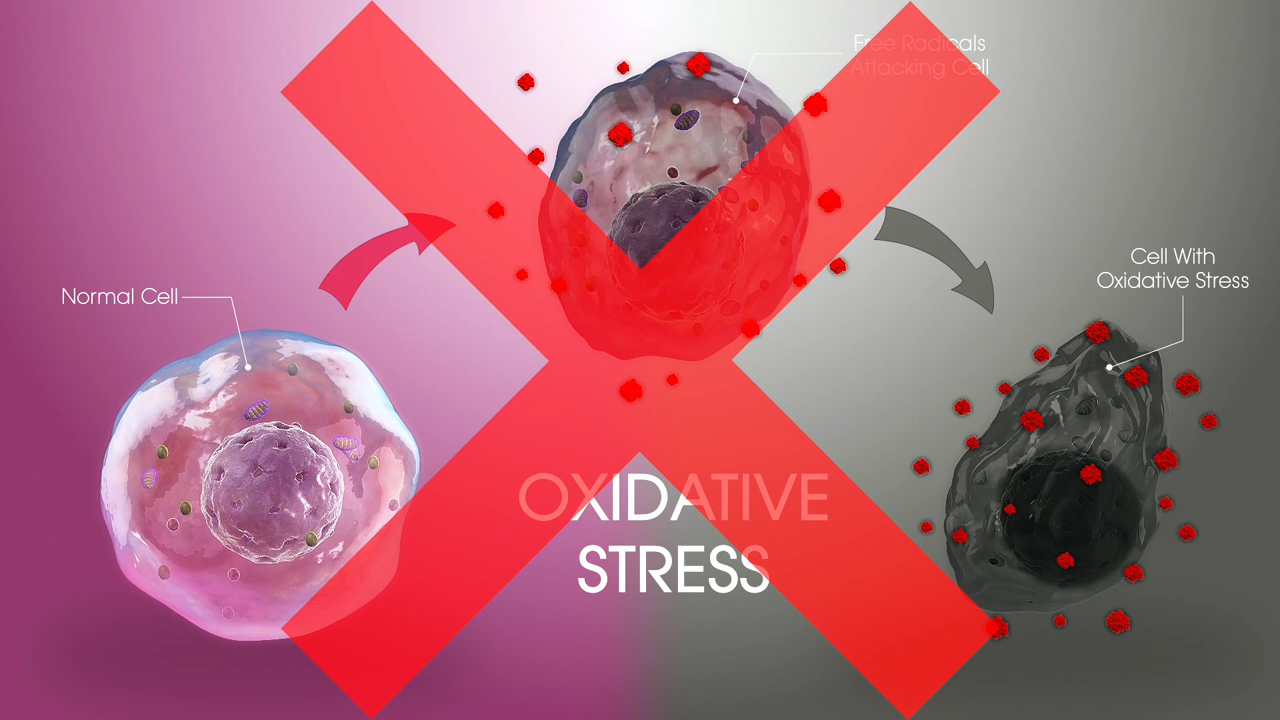 Free Radicals
Attacking Cell
Normal Cell
Cell With
Oxidative Stress
OXIDATIVE
STRESS